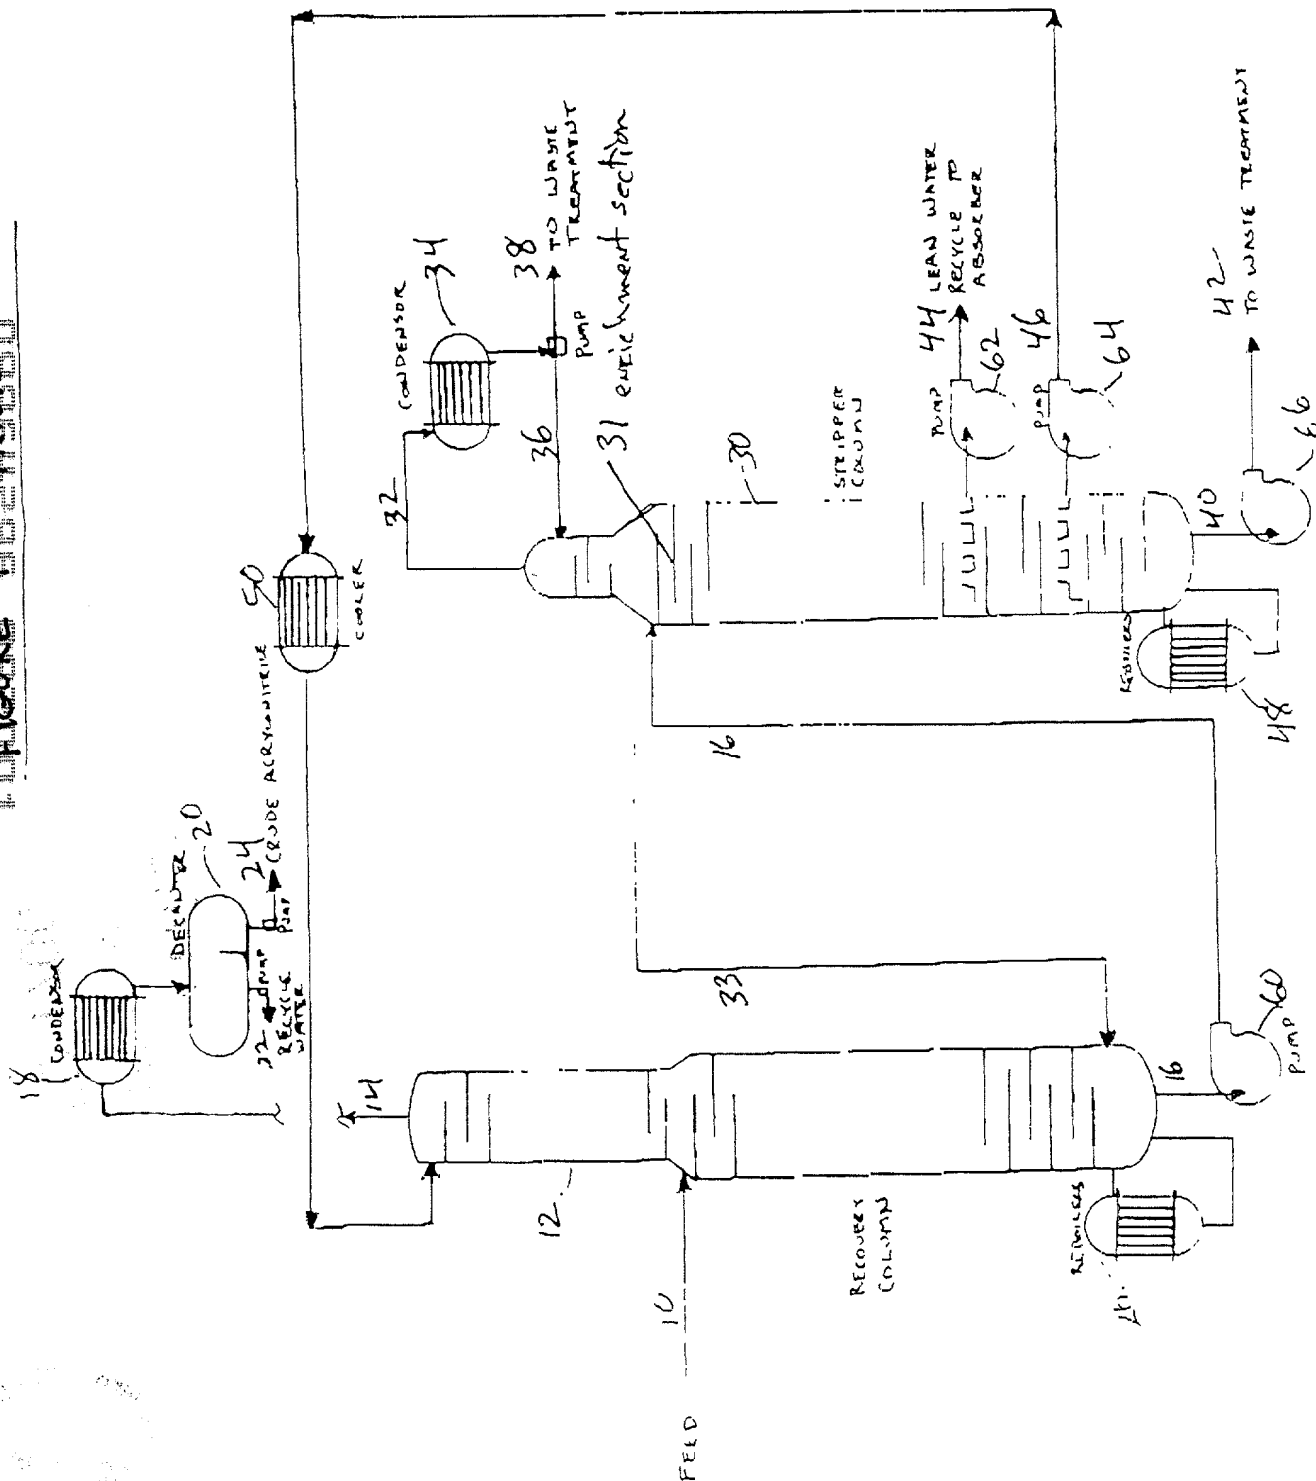 FIGURE
18
CONDENSOR
DECANTER
20
22
RECYCLE
WATER
PUMP
PUMP
24
CRUDE ACRYLONITRILE
50
COOLER
14
12
FEED
10
RECOVERY
COLUMN
REBOILERS
16
60
PUMP
33
16
32
CONDENSOR
34
36
PUMP
38
TO WASTE
TREATMENT
31
enrichment section
30
STRIPPER
COLUMN
PUMP
62
44
LEAN WATER
RECYCLE TO
ABSORBER
PUMP
64
46
REBOILERS
48
40
66
42
TO WASTE TREATMENT